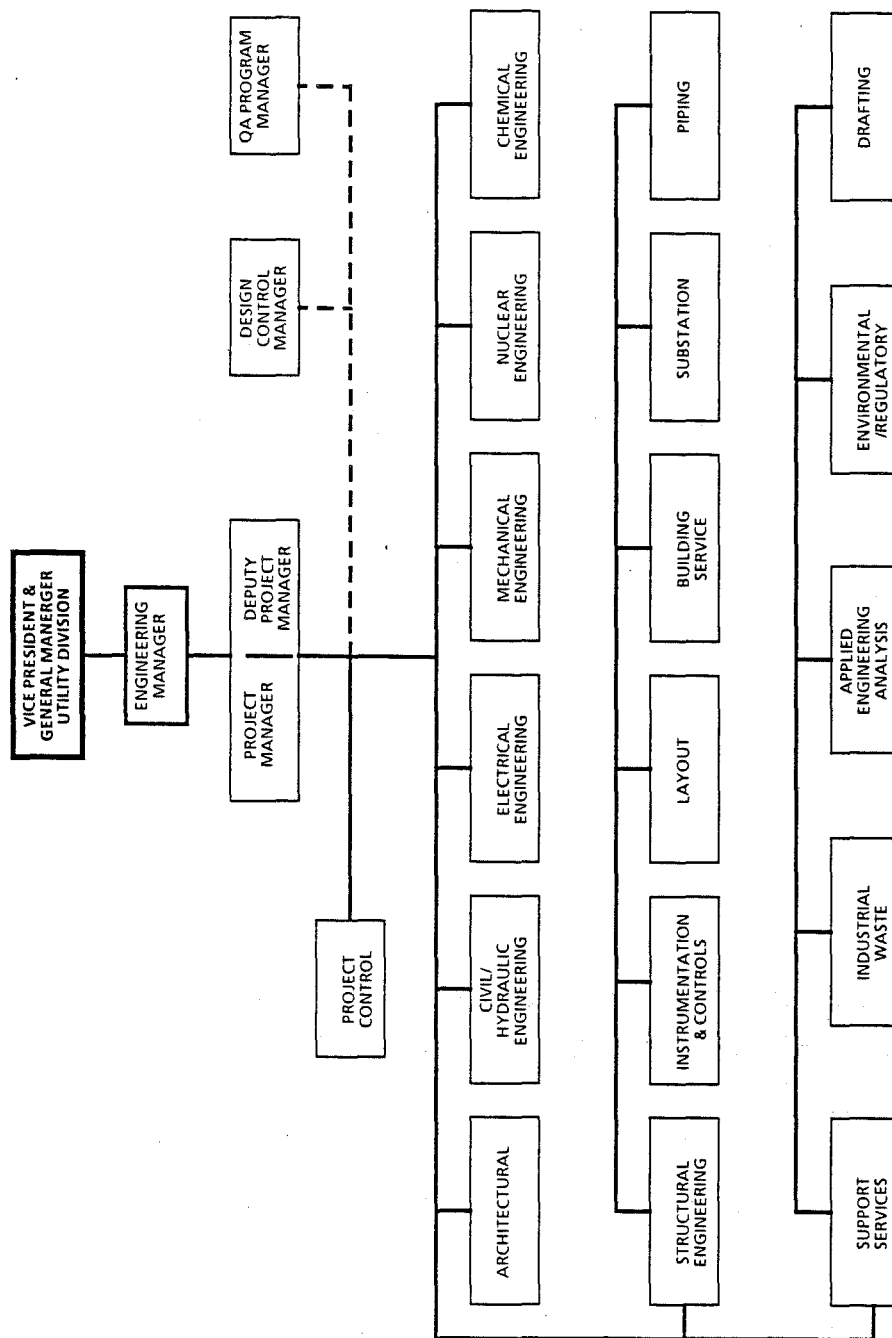 VICE PRESIDENT &
GENERAL MANERGER
UTILITY DIVISION
ENGINEERING
MANAGER
PROJECT
MANAGER
DEPUTY
PROJECT
MANAGER
DESIGN
CONTROL
MANAGER
QA PROGRAM
MANAGER
PROJECT
CONTROL
ARCHITECTURAL
CIVIL/
HYDRAULIC
ENGINEERING
ELECTRICAL
ENGINEERING
MECHANICAL
ENGINEERING
NUCLEAR
ENGINEERING
CHEMICAL
ENGINEERING
STRUCTURAL
ENGINEERING
INSTRUMENTATION
& CONTROLS
LAYOUT
BUILDING
SERVICE
SUBSTATION
PIPING
SUPPORT
SERVICES
INDUSTRIAL
WASTE
APPLIED
ENGINEERING
ANALYSIS
ENVIRONMENTAL
/REGULATORY
DRAFTING